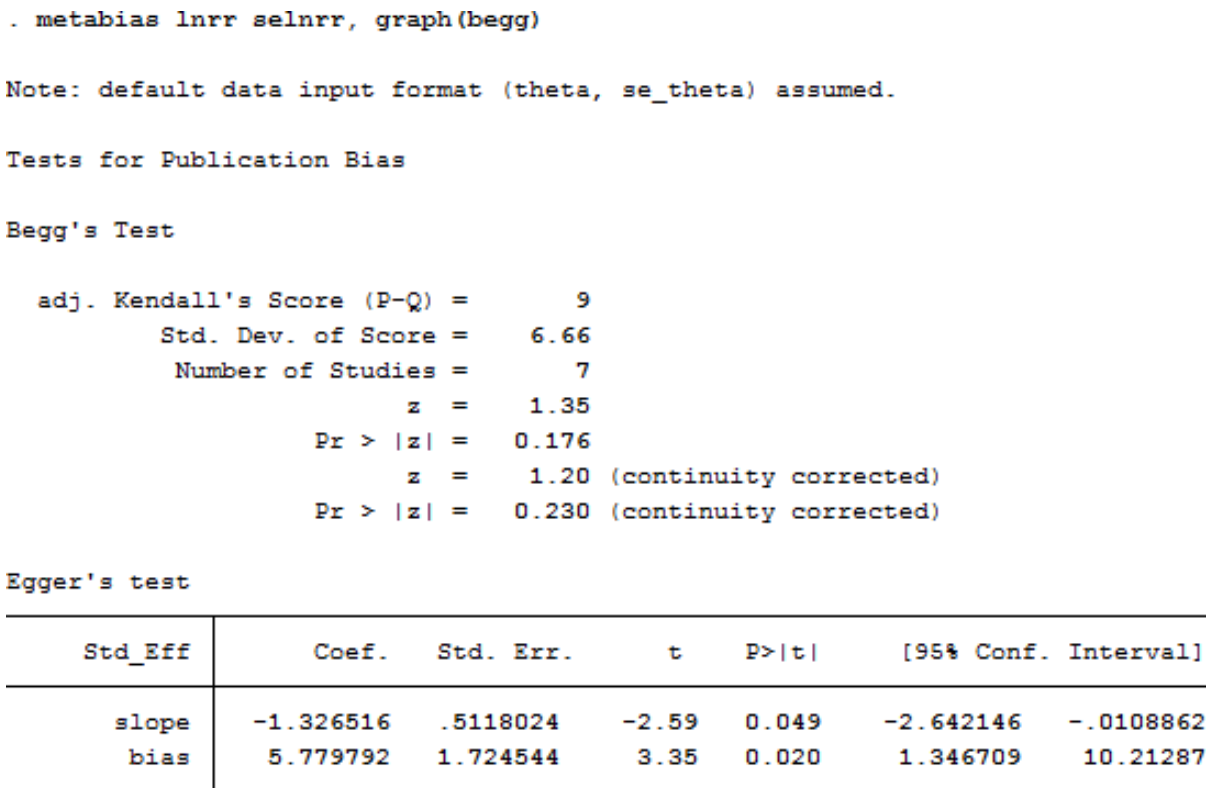 . metabias lnrr selnrr, graph(begg)
Note: default data input format (theta, se_theta) assumed.
Tests for Publication Bias
Begg's Test
adj. Kendall's Score (P-Q) = 9
Std. Dev. of Score = 6.66
Number of Studies = 7
z = 1.35
Pr > |z| = 0.176
z = 1.20 (continuity corrected)
Pr > |z| = 0.230 (continuity corrected)
Egger's test
Std_Eff Coef. Std. Err. t P>|t| [95% Conf. Interval]
slope -1.326516 .5118024 -2.59 0.049 -2.642146 -.0108862
bias 5.779792 1.724544 3.35 0.020 1.346709 10.21287